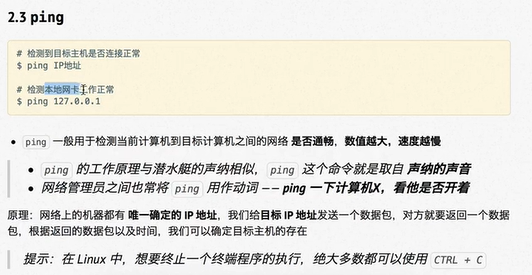 2.3 ping
# 检测到目标主机是否连接正常
$ ping IP地址
# 检测本地网卡工作正常
$ ping 127.0.0.1
ping 一般用于检测当前计算机到目标计算机之间的网络 是否通畅，数值越大，速度越慢
ping 的工作原理与潜水艇的声纳相似，ping 这个命令就是取自 声纳的声音
网络管理员之间也常将 ping 用作动词 —— ping 一下计算机X，看他是否开着
原理：网络上的机器都有 唯一确定的 IP 地址，我们给目标 IP 地址发送一个数据包，对方就要返回一个数据
包，根据返回的数据包以及时间，我们可以确定目标主机的存在
提示：在 Linux 中，想要终止一个终端程序的执行，绝大多数都可以使用 CTRL + C